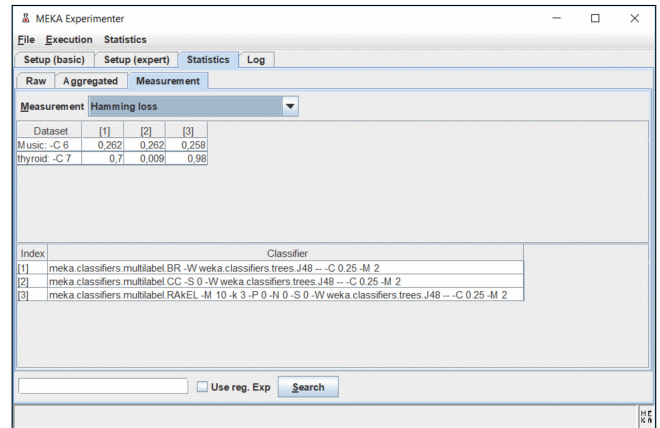 MEKA Experimenter
File Execution Statistics
Setup (basic) Setup (expert) Statistics Log
Raw Aggregated Measurement
Measurement Hamming loss
Dataset [1] [2] [3]
Music: -C 6 0,262 0,262 0,258
thyroid: -C 7 0,7 0,009 0,98
Index Classifier
[1] meka.classifiers.multilabel.BR -W weka.classifiers.trees.J48 -- -C 0.25 -M 2
[2] meka.classifiers.multilabel.CC -S 0 -W weka.classifiers.trees.J48 -- -C 0.25 -M 2
[3] meka.classifiers.multilabel.RAkEL -M 10 -k 3 -P 0 -N 0 -S 0 -W weka.classifiers.trees.J48 -- -C 0.25 -M 2
Use reg. Exp Search
ME
KA